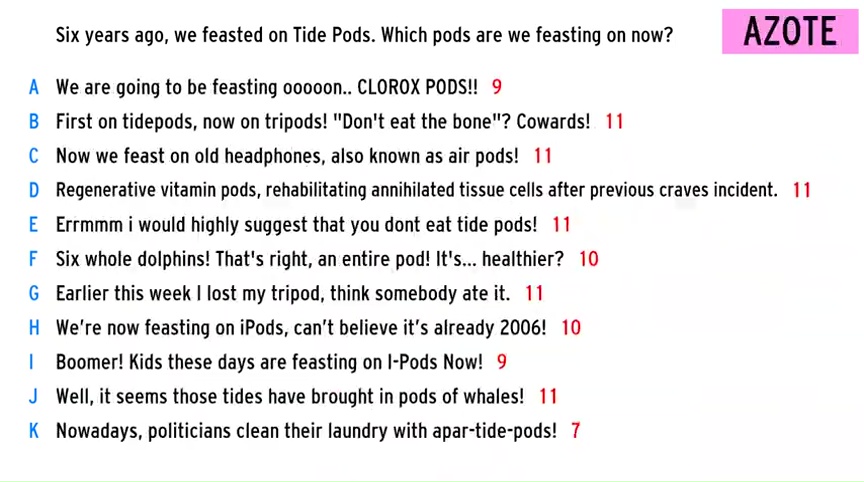 Six years ago, we feasted on Tide Pods. Which pods are we feasting on now?
AZOTE
A We are going to be feasting ooooon.. CLOROX PODS!! 9
B First on tidepods, now on tripods! "Don't eat the bone"? Cowards! 11
C Now we feast on old headphones, also known as air pods! 11
D Regenerative vitamin pods, rehabilitating annihilated tissue cells after previous craves incident. 11
E Errmmm i would highly suggest that you dont eat tide pods! 11
F Six whole dolphins! That's right, an entire pod! It's... healthier? 10
G Earlier this week I lost my tripod, think somebody ate it. 11
H We’re now feasting on iPods, can’t believe it’s already 2006! 10
I Boomer! Kids these days are feasting on I-Pods Now! 9
J Well, it seems those tides have brought in pods of whales! 11
K Nowadays, politicians clean their laundry with apar-tide-pods! 7